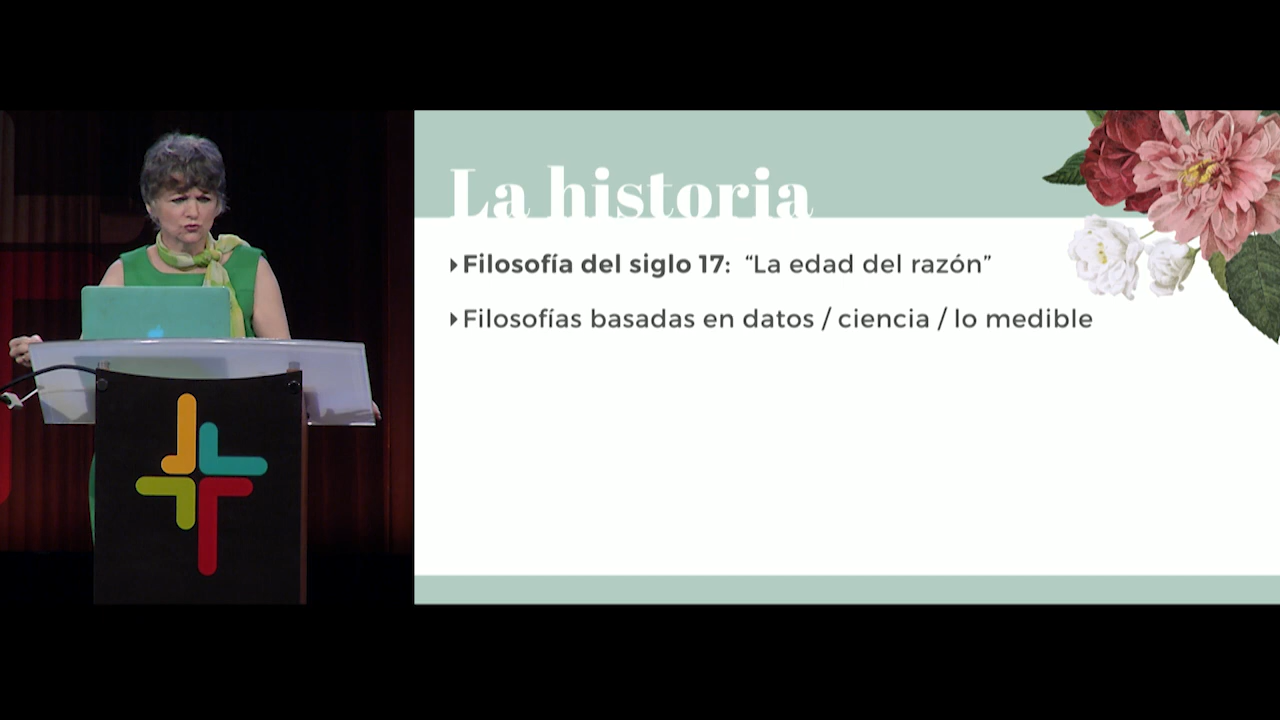 La historia
Filosofía del siglo 17: “La edad del razón”
Filosofías basadas en datos / ciencia / lo medible